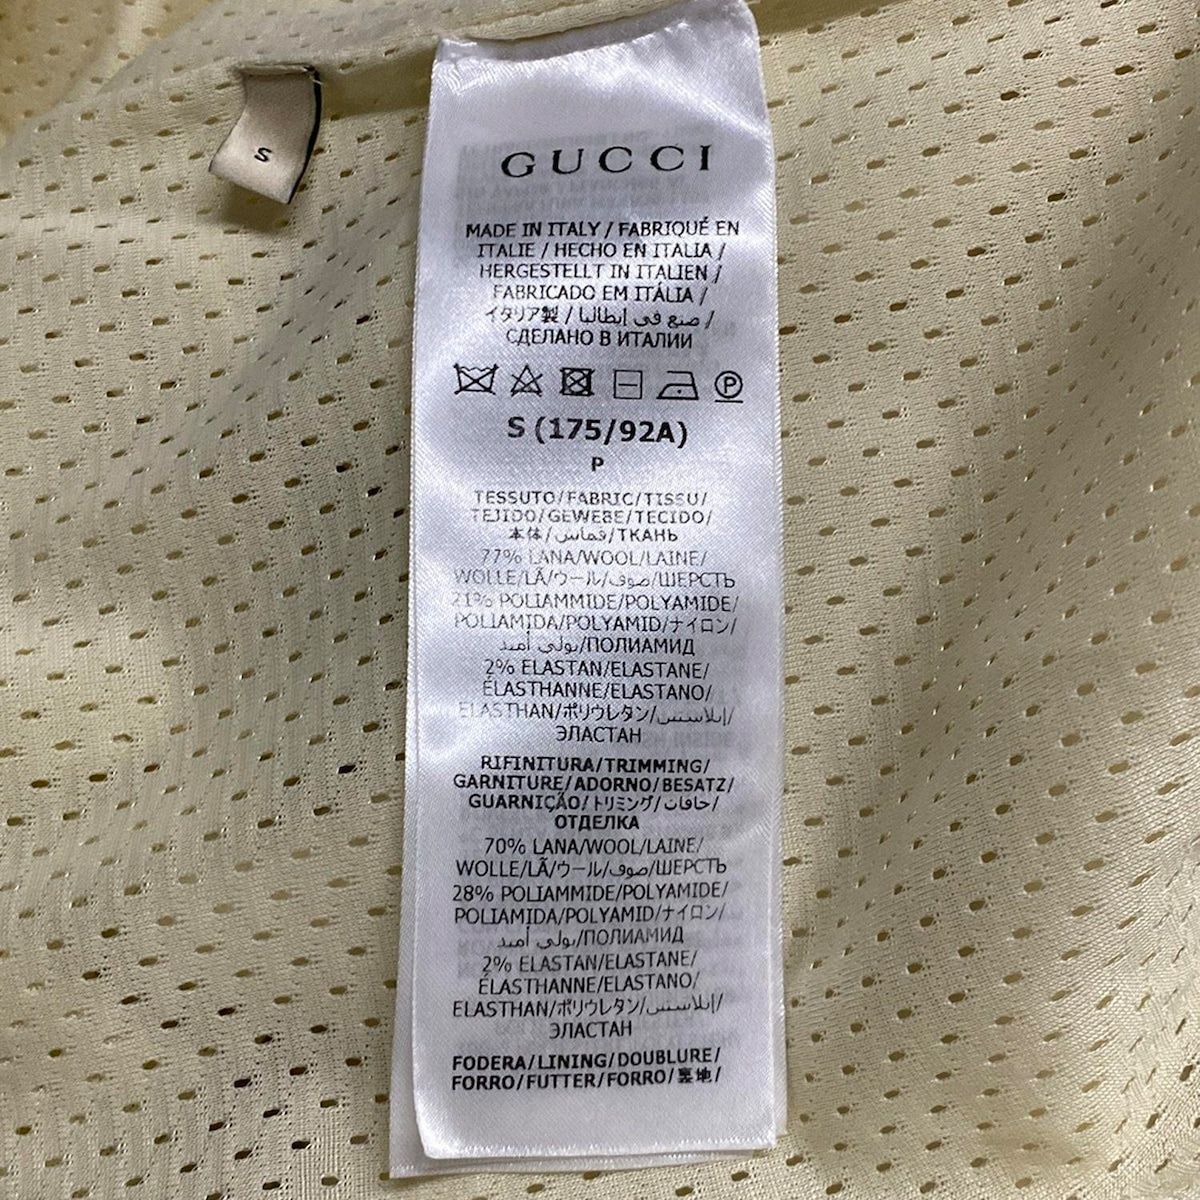 S
GUCCI
MADE IN ITALY / FABRIQUÉ EN
ITALIE / HECHO EN ITALIA /
HERGESTELLT IN ITALIEN /
FABRICADO EM ITÁLIA /
イタリア製 / صنع في إيطاليا /
СДЕЛАНО В ИТАЛИИ
P
S (175/92A)
P
TESSUTO/FABRIC/TISSU/
TEJIDO/GEWEBE/TECIDO/
本体/قماش/ТКАНЬ
77% LANA/WOOL/LAINE/
WOLLE/LÃ/ウール/صوف/ШЕРСТЬ
21% POLIAMMIDE/POLYAMIDE/
POLIAMIDA/POLYAMID/ナイロン/
بولي أميد/ПОЛИАМИД
2% ELASTAN/ELASTANE/
ÉLASTHANNE/ELASTANO/
ELASTHAN/ポリウレタン/إيلاستين/
ЭЛАСТАН
RIFINITURA/TRIMMING/
GARNITURE/ADORNO/BESATZ/
GUARNIÇÃO/トリミング/حافات/
ОТДЕЛКА
70% LANA/WOOL/LAINE/
WOLLE/LÃ/ウール/صوف/ШЕРСТЬ
28% POLIAMMIDE/POLYAMIDE/
POLIAMIDA/POLYAMID/ナイロン/
بولي أميد/ПОЛИАМИД
2% ELASTAN/ELASTANE/
ÉLASTHANNE/ELASTANO/
ELASTHAN/ポリウレタン/إيلاستين/
ЭЛАСТАН
FODERA/LINING/DOUBLURE/
FORRO/FUTTER/FORRO/裏地/